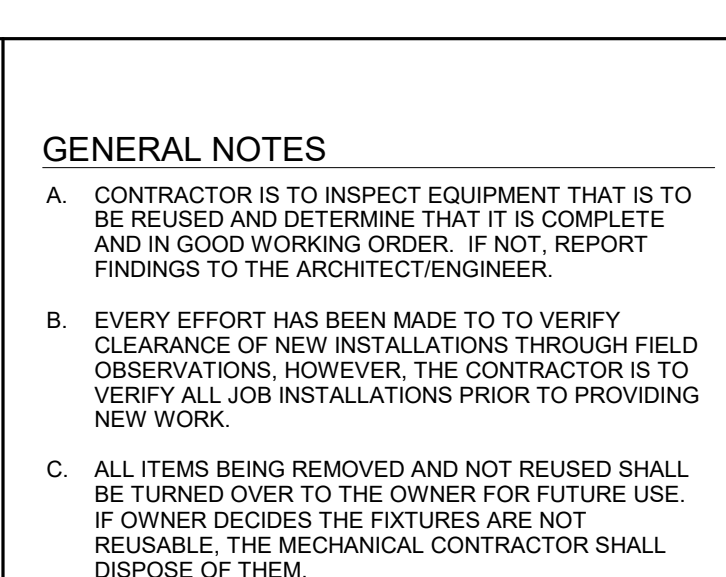 GENERAL NOTES
A. CONTRACTOR IS TO INSPECT EQUIPMENT THAT IS TO
BE REUSED AND DETERMINE THAT IT IS COMPLETE
AND IN GOOD WORKING ORDER. IF NOT, REPORT
FINDINGS TO THE ARCHITECT/ENGINEER.
B. EVERY EFFORT HAS BEEN MADE TO TO VERIFY
CLEARANCE OF NEW INSTALLATIONS THROUGH FIELD
OBSERVATIONS, HOWEVER, THE CONTRACTOR IS TO
VERIFY ALL JOB INSTALLATIONS PRIOR TO PROVIDING
NEW WORK.
C. ALL ITEMS BEING REMOVED AND NOT REUSED SHALL
BE TURNED OVER TO THE OWNER FOR FUTURE USE.
IF OWNER DECIDES THE FIXTURES ARE NOT
REUSABLE, THE MECHANICAL CONTRACTOR SHALL
DISPOSE OF THEM.